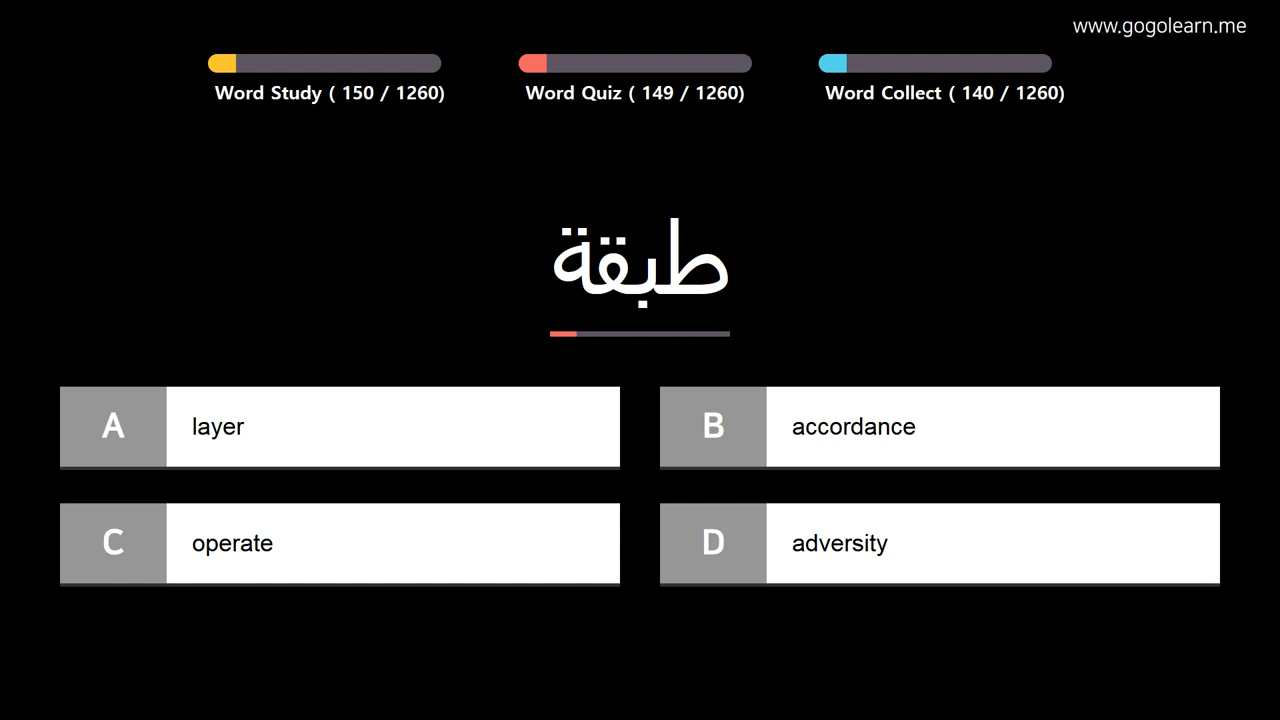 www.gogolearn.me
Word Study ( 150 / 1260)
Word Quiz ( 149 / 1260)
Word Collect ( 140 / 1260)
طبقة
A layer
B accordance
C operate
D adversity